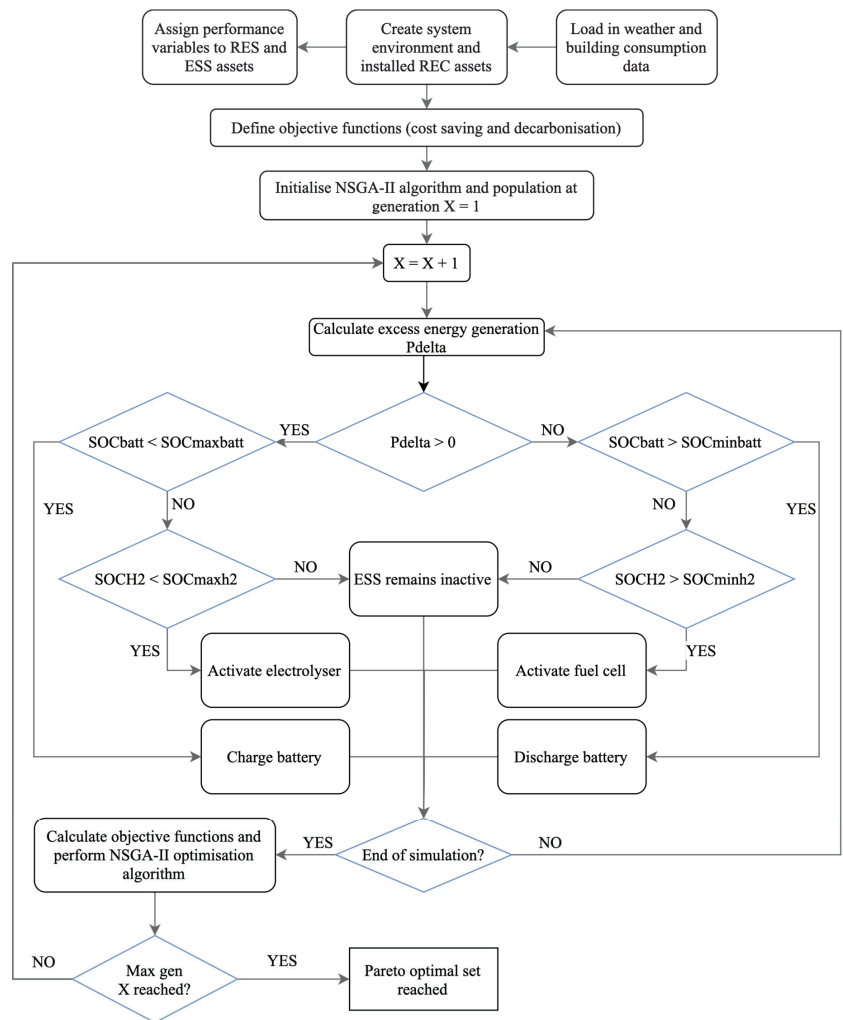 Assign performance
variables to RES and
ESS assets
Create system
environment and
installed REC assets
Load in weather and
building consumption
data
Define objective functions (cost saving and decarbonisation)
Initialise NSGA-II algorithm and population at
generation X = 1
X = X + 1
Calculate excess energy generation
Pdelta
SOCbatt < SOCmaxbatt
YES
Pdelta > 0
NO
SOCbatt > SOCminbatt
YES
NO
NO
YES
SOCH2 < SOCmaxh2
NO
ESS remains inactive
NO
SOCH2 > SOCminh2
YES
Activate electrolyser
Activate fuel cell
YES
Charge battery
Discharge battery
Calculate objective functions and
perform NSGA-II optimisation
algorithm
YES
End of simulation?
NO
NO
Max gen
X reached?
YES
Pareto optimal set
reached